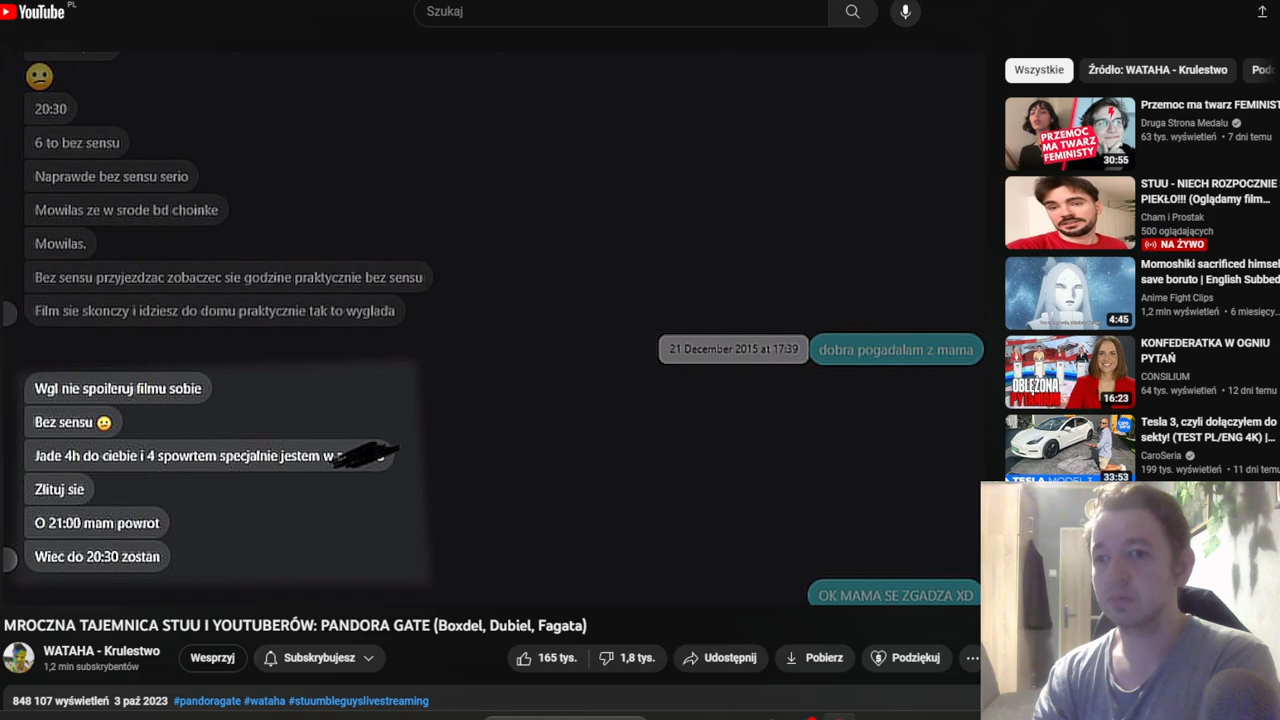 YouTube PL
Szukaj
20:30
6 to bez sensu
Naprawde bez sensu serio
Mowilas ze w srode bd choinke
Mowilas.
Bez sensu przyjezdzac zobaczec sie godzine praktycznie bez sensu
Film sie skonczy i idziesz do domu praktycznie tak to wyglada
21 December 2015 at 17:39
dobra pogadalam z mama
Wgl nie spoileruj filmu sobie
Bez sensu
Jade 4h do ciebie i 4 spowrtem specjalnie jestem w
Zlituj sie
O 21:00 mam powrot
Wiec do 20:30 zostan
OK MAMA SE ZGADZA XD
MROCZNA TAJEMNICA STUU I YOUTUBERÓW: PANDORA GATE (Boxdel, Dubiel, Fagata)
WATAHA - Krulestwo
1,2 mln subskrybentów
Wesprzyj
Subskrybujesz
165 tys.
1,8 tys.
Udostępnij
Pobierz
Podziękuj
848 107 wyświetleń 3 paź 2023 #pandoragate #wataha #stuumbleguyslivestreaming
Wszystkie
Źródło: WATAHA - Krulestwo
PRZEMOC
MA TWARZ
FEMINISTY
30:55
Przemoc ma twarz FEMINIST
Druga Strona Medalu
63 tys. wyświetleń • 7 dni temu
STUU - NIECH ROZPOCZNIE
PIEKŁO!!! (Oglądamy film...
Cham i Prostak
500 oglądających
NA ŻYWO
4:45
Momoshiki sacrificed himsel
save boruto | English Subbed
Anime Fight Clips
1,2 mln wyświetleń • 6 miesięcy
OBLĘŻONA
PYTANIAMI
16:23
KONFEDERATKA W OGNIU
PYTAŃ
CONSILIUM
64 tys. wyświetleń • 12 dni temu
TESLA MODEL 3
33:53
Tesla 3, czyli dołączyłem do
sekty! (TEST PL/ENG 4K) |...
CaroSeria
199 tys. wyświetleń • 11 dni temu